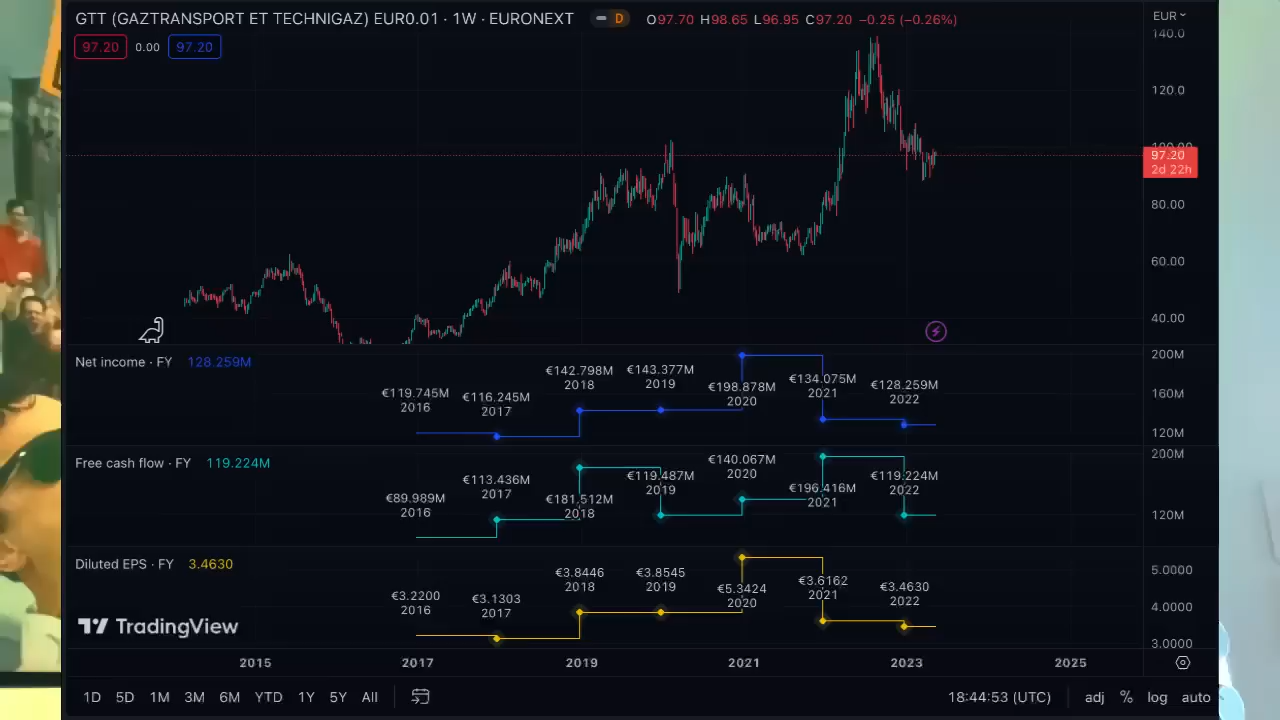 GTT (GAZTRANSPORT ET TECHNIGAZ) EUR0.01 · 1W · EURONEXT D O97.70 H98.65 L96.95 C97.20 −0.25 (−0.26%)
EUR
97.20 0.00 97.20
140.0
120.0
100.00
97.20
2d 22h
80.00
60.00
40.00
Net income · FY 128.259M
200M
160M
120M
€119.745M
2016
€116.245M
2017
€142.798M
2018
€143.377M
2019
€198.878M
2020
€134.075M
2021
€128.259M
2022
Free cash flow · FY 119.224M
200M
120M
€89.989M
2016
€113.436M
2017
€181.512M
2018
€119.487M
2019
€140.067M
2020
€196.416M
2021
€119.224M
2022
Diluted EPS · FY 3.4630
5.0000
4.0000
3.0000
€3.2200
2016
€3.1303
2017
€3.8446
2018
€3.8545
2019
€5.3424
2020
€3.6162
2021
€3.4630
2022
TradingView
2015 2017 2019 2021 2023 2025
1D 5D 1M 3M 6M YTD 1Y 5Y All 18:44:53 (UTC) adj % log auto